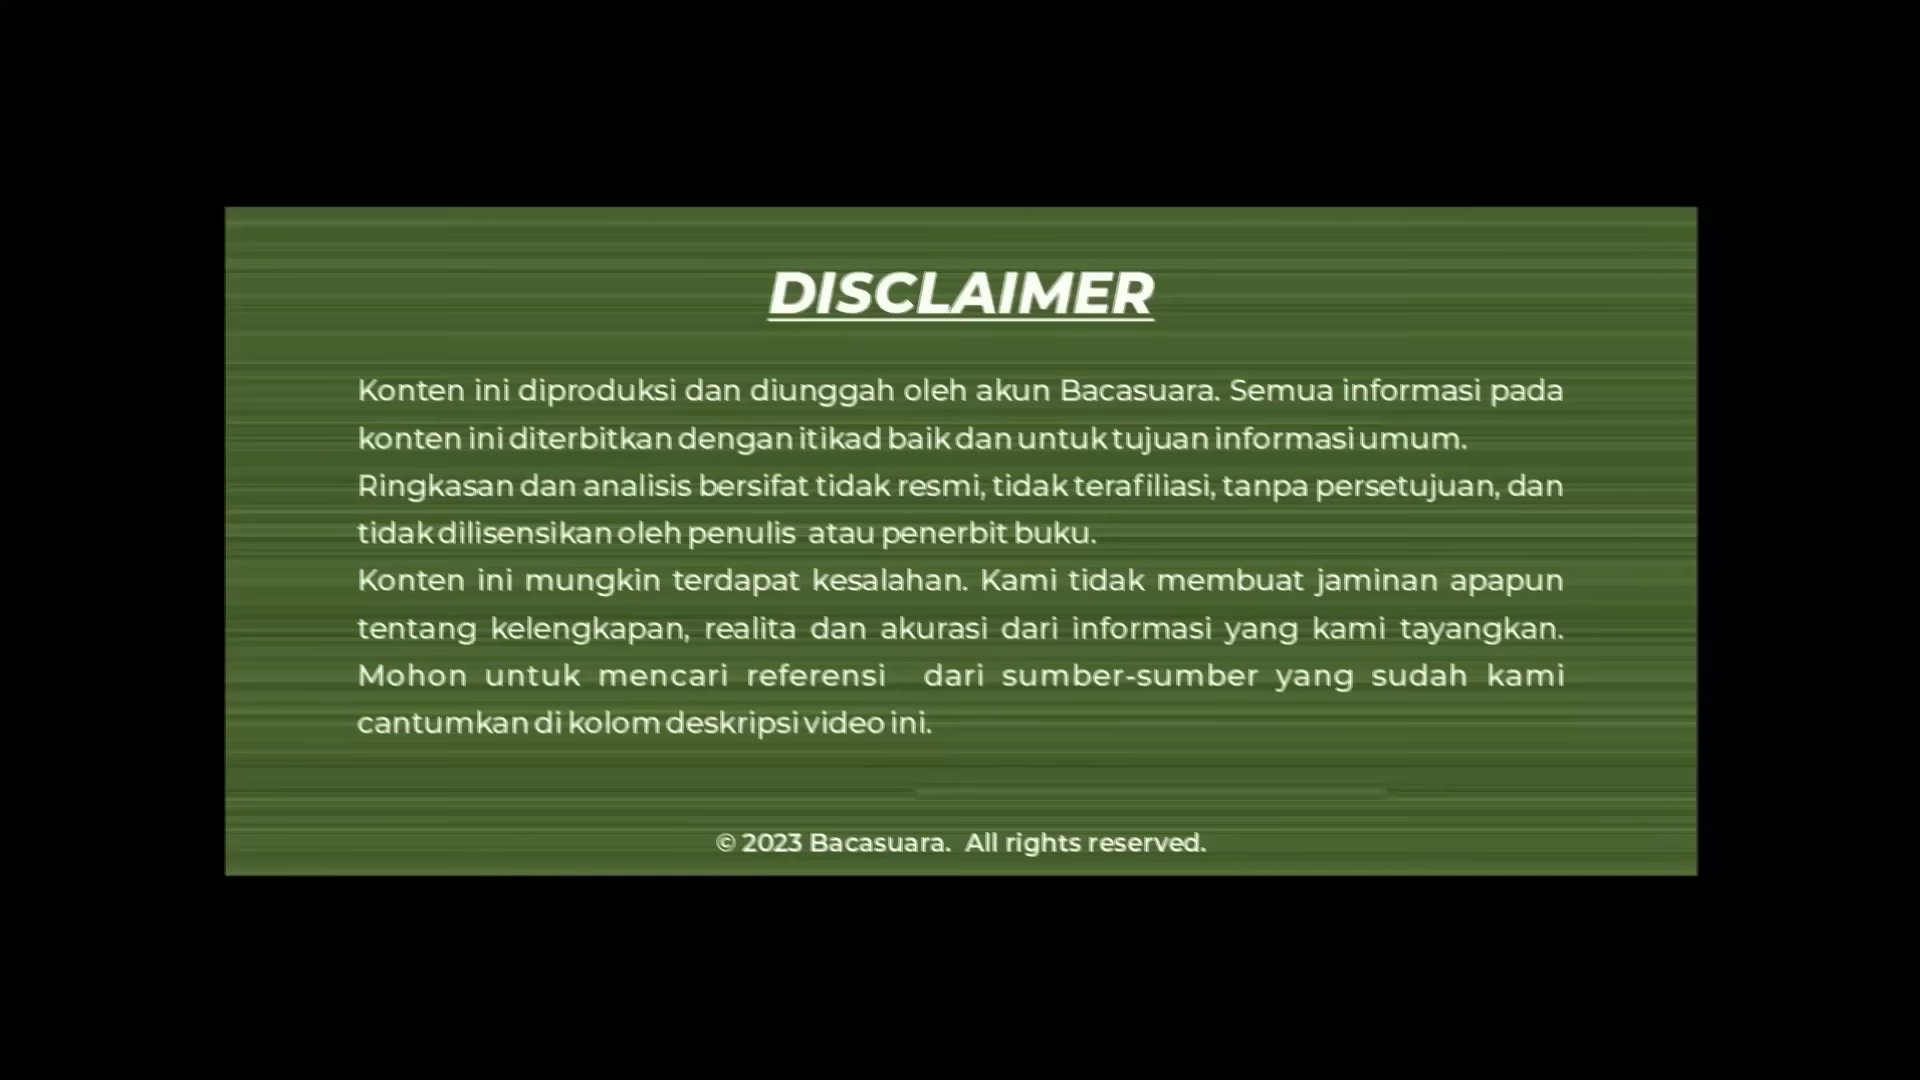 DISCLAIMER
Konten ini diproduksi dan diunggah oleh akun Bacasuara. Semua informasi pada
konten ini diterbitkan dengan itikad baik dan untuk tujuan informasi umum.
Ringkasan dan analisis bersifat tidak resmi, tidak terafiliasi, tanpa persetujuan, dan
tidak dilisensikan oleh penulis atau penerbit buku.
Konten ini mungkin terdapat kesalahan. Kami tidak membuat jaminan apapun
tentang kelengkapan, realita dan akurasi dari informasi yang kami tayangkan.
Mohon untuk mencari referensi dari sumber-sumber yang sudah kami
cantumkan di kolom deskripsi video ini.
© 2023 Bacasuara. All rights reserved.